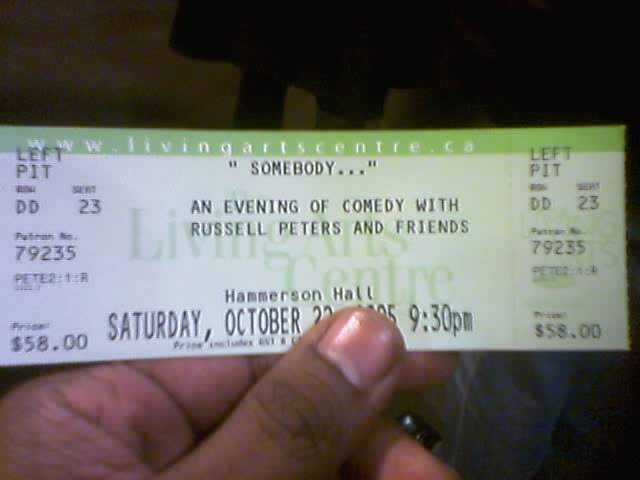 www.livingartscentre.ca
LEFT
PIT
ROW SEAT
DD 23
Patron No.
79235
PETE2:1:R
Price:
$58.00
" SOMEBODY..."
AN EVENING OF COMEDY WITH
RUSSELL PETERS AND FRIENDS
The
Living Arts
Centre
Hammerson Hall
SATURDAY, OCTOBER 9:30pm
Price includes GST &
LEFT
PIT
ROW SEAT
DD 23
Patron No.
79235
PETE2:1:R
Price:
$58.00